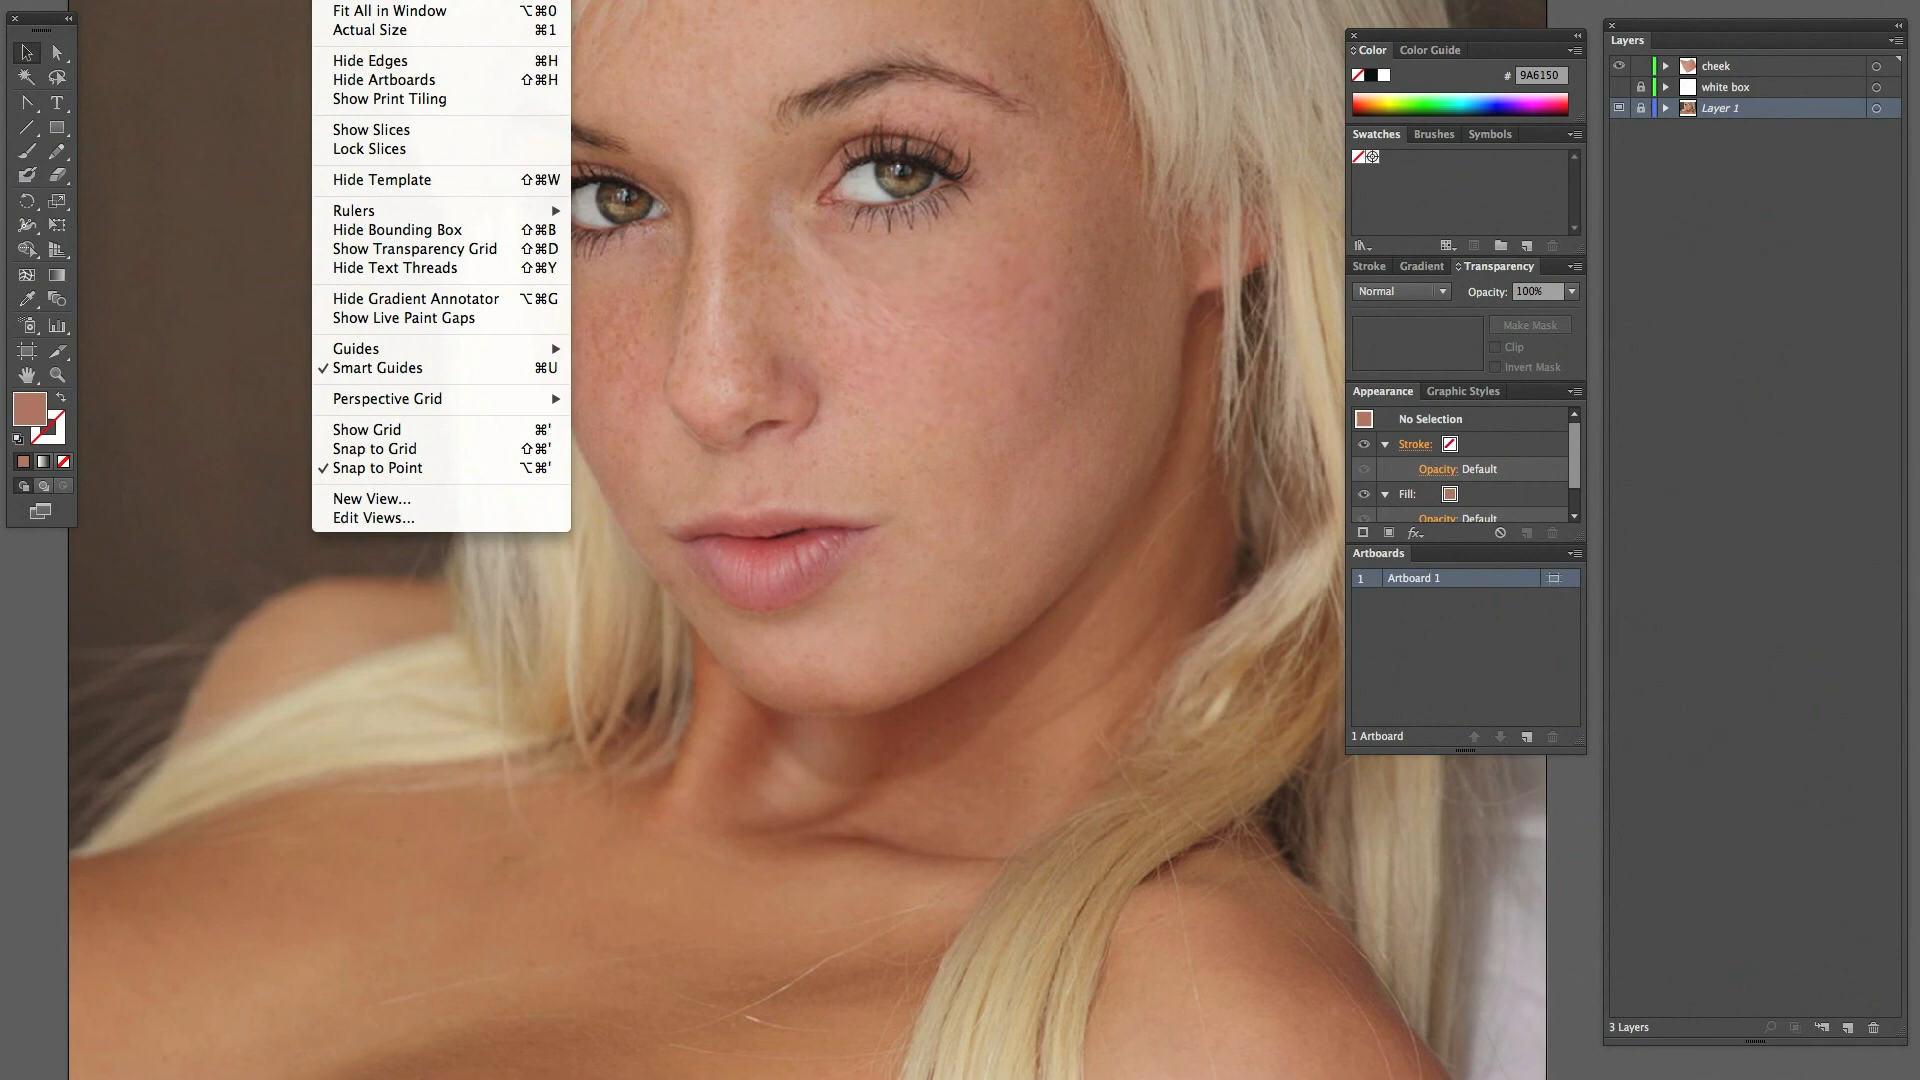 Fit All in Window ⌥⌘0
Actual Size ⌘1
Hide Edges ⌘H
Hide Artboards ⇧⌘H
Show Print Tiling
Show Slices
Lock Slices
Hide Template ⇧⌘W
Rulers
Hide Bounding Box ⇧⌘B
Show Transparency Grid ⇧⌘D
Hide Text Threads ⇧⌘Y
Hide Gradient Annotator ⌥⌘G
Show Live Paint Gaps
Guides
✓ Smart Guides ⌘U
Perspective Grid
Show Grid ⌘'
Snap to Grid ⇧⌘'
✓ Snap to Point ⌥⌘'
New View...
Edit Views...
Color Color Guide
# 9A6150
Swatches Brushes Symbols
Stroke Gradient Transparency
Normal Opacity: 100%
Make Mask
Clip
Invert Mask
Appearance Graphic Styles
No Selection
Stroke:
Opacity: Default
Fill:
Opacity: Default
fx
Artboards
1 Artboard 1
1 Artboard
Layers
cheek
white box
Layer 1
3 Layers